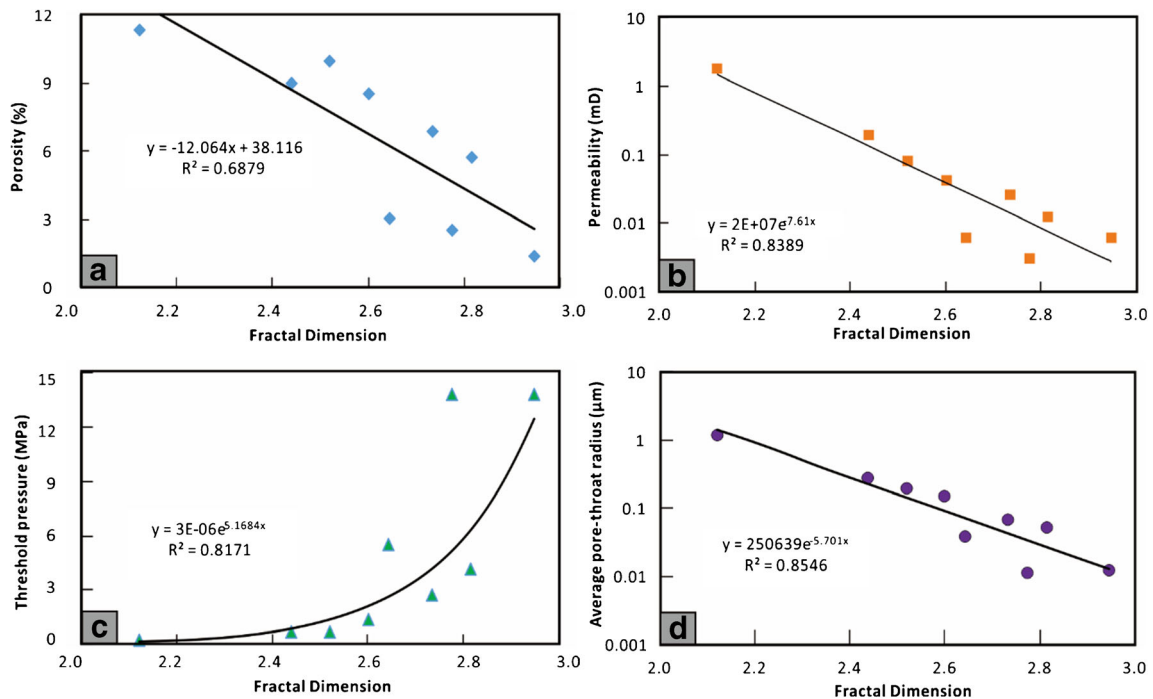 12
9
6
3
0
Porosity (%)
y = -12.064x + 38.116
R² = 0.6879
a
2.0 2.2 2.4 2.6 2.8 3.0
Fractal Dimension
10
1
0.1
0.01
0.001
Permeability (mD)
y = 2E+07e^7.61x
R² = 0.8389
b
2.0 2.2 2.4 2.6 2.8 3.0
Fractal Dimension
15
12
9
6
3
0
Threshold pressure (MPa)
y = 3E-06e^5.1684x
R² = 0.8171
c
2.0 2.2 2.4 2.6 2.8 3.0
Fractal Dimension
10
1
0.1
0.01
0.001
Average pore-throat radius (μm)
y = 250639e^-5.701x
R² = 0.8546
d
2.0 2.2 2.4 2.6 2.8 3.0
Fractal Dimension